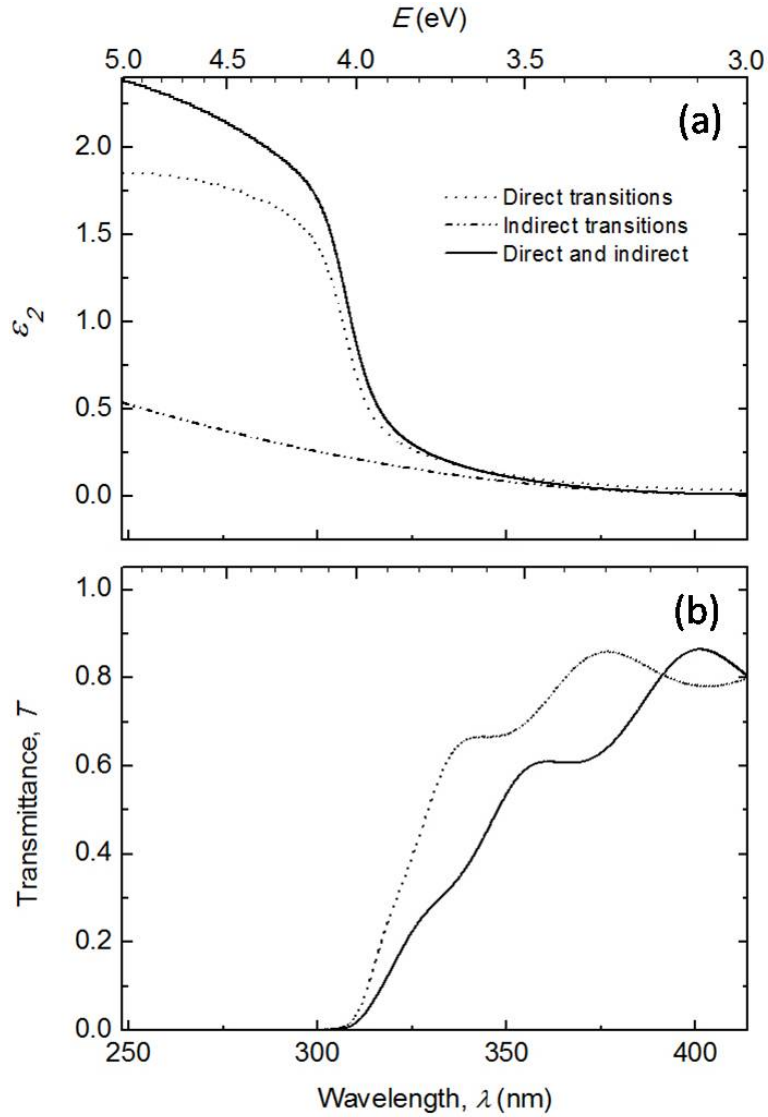 E (eV)
5.0 4.5 4.0 3.5 3.0
(a)
2.0
Direct transitions
Indirect transitions
1.5
Direct and indirect
ε2
1.0
0.5
0.0
(b)
1.0
0.8
Transmittance, T
0.6
0.4
0.2
0.0
250 300 350 400
Wavelength, λ (nm)